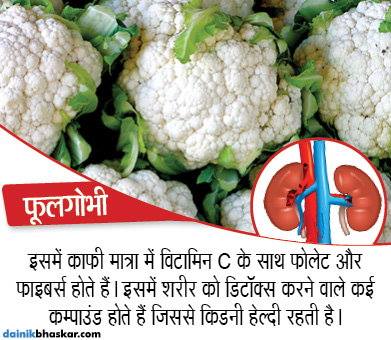 फूलगोभी
इसमें काफी मात्रा में विटामिन C के साथ फोलेट और
फाइबर्स होते हैं। इसमें शरीर को डिटॉक्स करने वाले कई
कम्पाउंड होते हैं जिससे किडनी हेल्दी रहती है।
dainikbhaskar.com